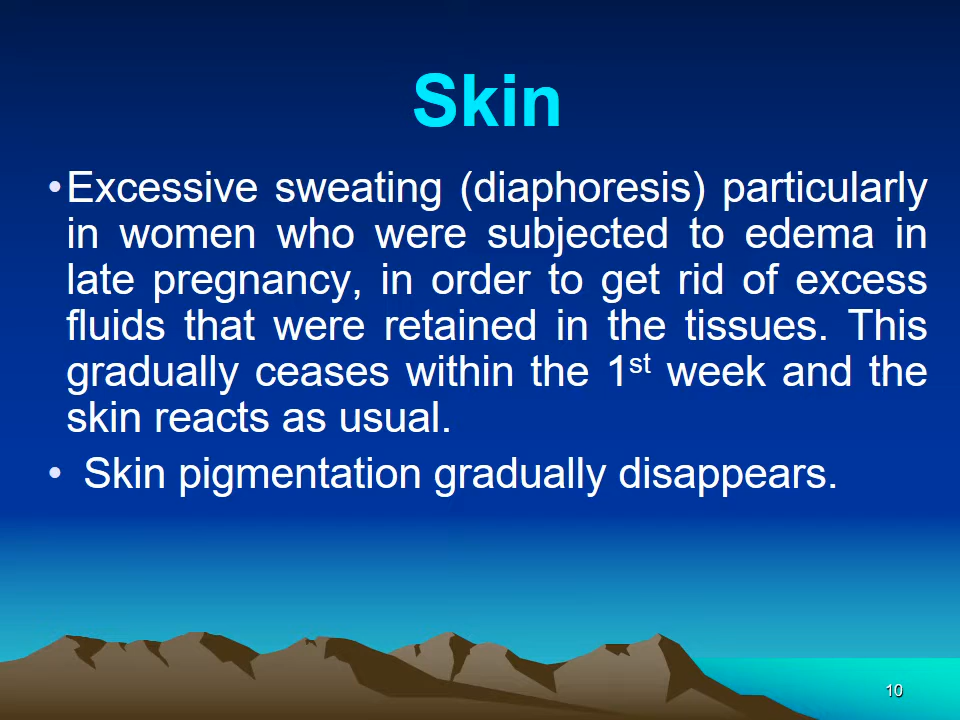 Skin
•Excessive sweating (diaphoresis) particularly
in women who were subjected to edema in
late pregnancy, in order to get rid of excess
fluids that were retained in the tissues. This
gradually ceases within the 1st week and the
skin reacts as usual.
• Skin pigmentation gradually disappears.
10